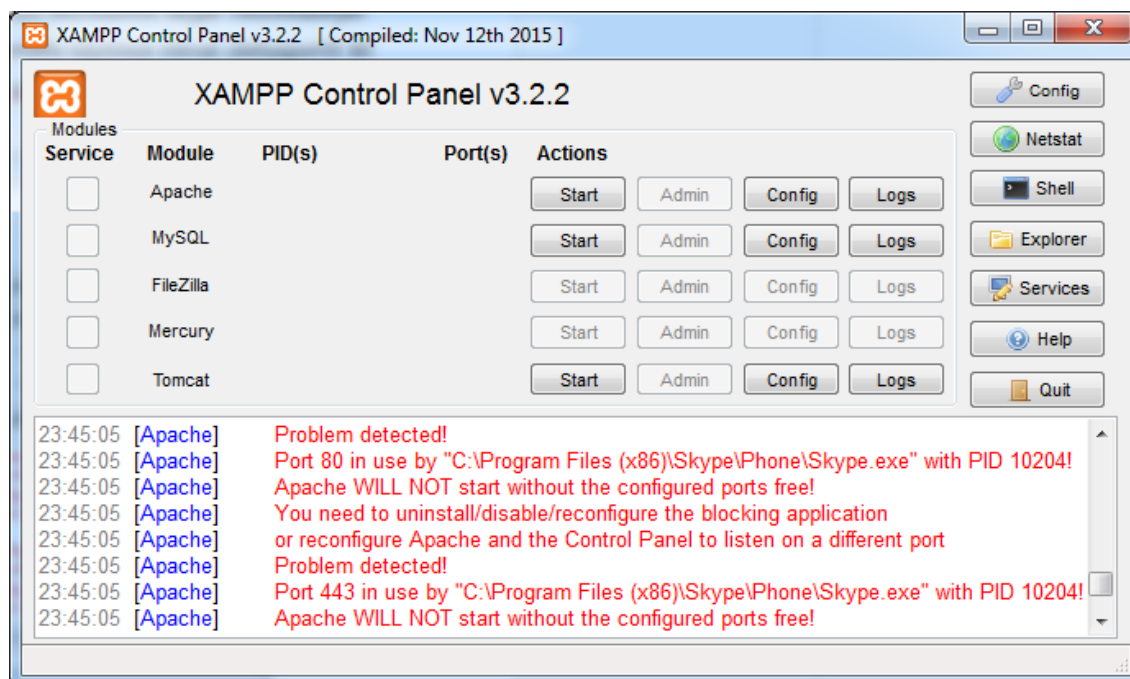 XAMPP Control Panel v3.2.2 [ Compiled: Nov 12th 2015 ]
XAMPP Control Panel v3.2.2
Config
Modules
Service Module PID(s) Port(s) Actions
Netstat
Apache Start Admin Config Logs
Shell
MySQL Start Admin Config Logs
Explorer
FileZilla Start Admin Config Logs
Services
Mercury Start Admin Config Logs
Help
Tomcat Start Admin Config Logs
Quit
23:45:05 [Apache] Problem detected!
23:45:05 [Apache] Port 80 in use by "C:\Program Files (x86)\Skype\Phone\Skype.exe" with PID 10204!
23:45:05 [Apache] Apache WILL NOT start without the configured ports free!
23:45:05 [Apache] You need to uninstall/disable/reconfigure the blocking application
23:45:05 [Apache] or reconfigure Apache and the Control Panel to listen on a different port
23:45:05 [Apache] Problem detected!
23:45:05 [Apache] Port 443 in use by "C:\Program Files (x86)\Skype\Phone\Skype.exe" with PID 10204!
23:45:05 [Apache] Apache WILL NOT start without the configured ports free!